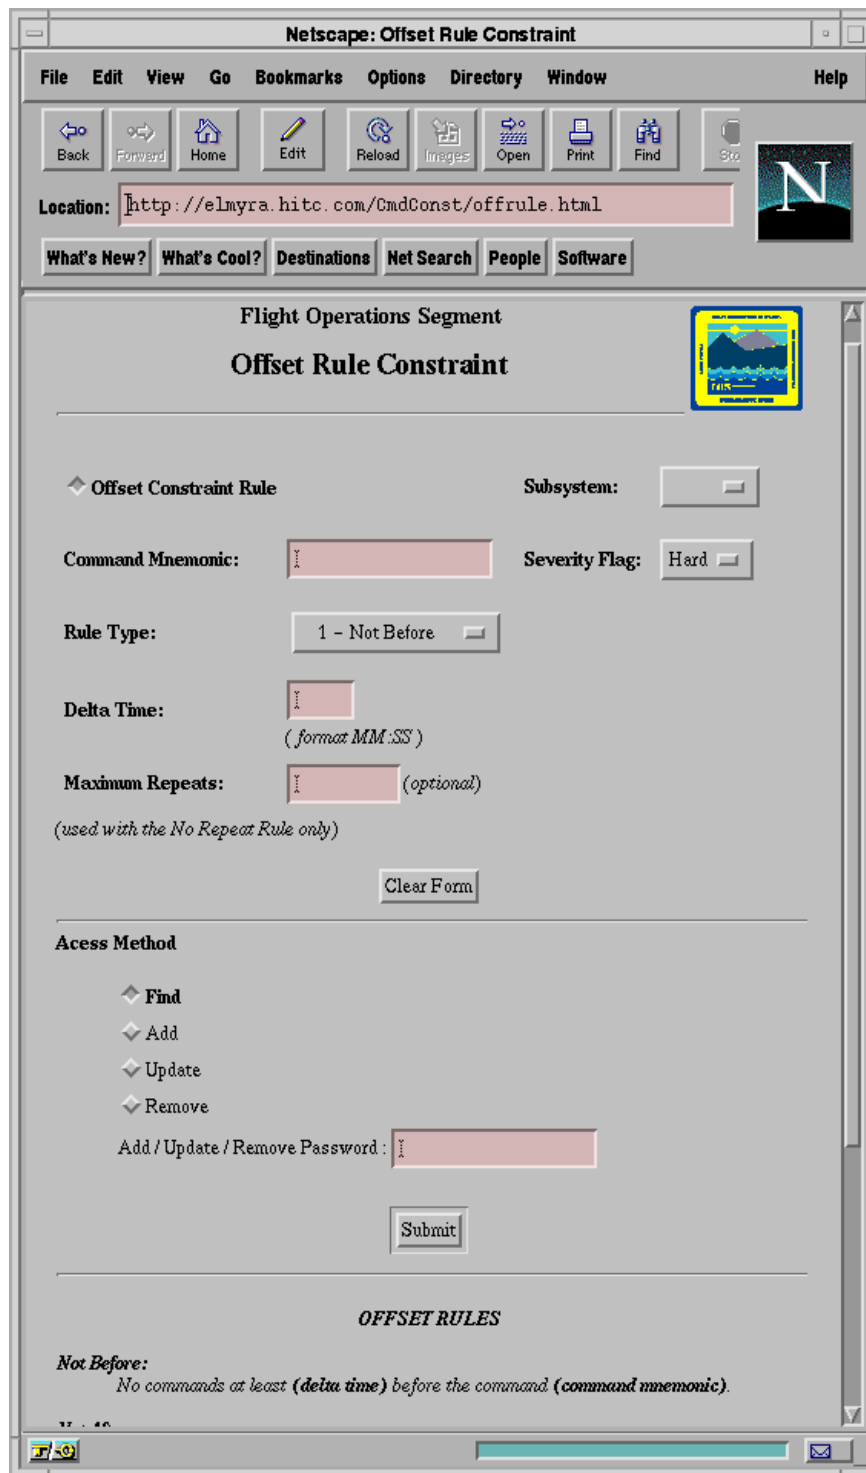 Netscape: Offset Rule Constraint
File Edit View Go Bookmarks Options Directory Window Help
Back Forward Home Edit Reload Images Open Print Find Sto
Location: http://elmyra.hitc.com/CmdConst/offrule.html
N
What's New? What's Cool? Destinations Net Search People Software
Flight Operations Segment
Offset Rule Constraint
Offset Constraint Rule Subsystem:
Command Mnemonic: Severity Flag: Hard
Rule Type: 1 - Not Before
Delta Time:
( format MM:SS )
Maximum Repeats: (optional)
(used with the No Repeat Rule only)
Clear Form
Acess Method
Find
Add
Update
Remove
Add / Update / Remove Password :
Submit
OFFSET RULES
Not Before:
No commands at least (delta time) before the command (command mnemonic).